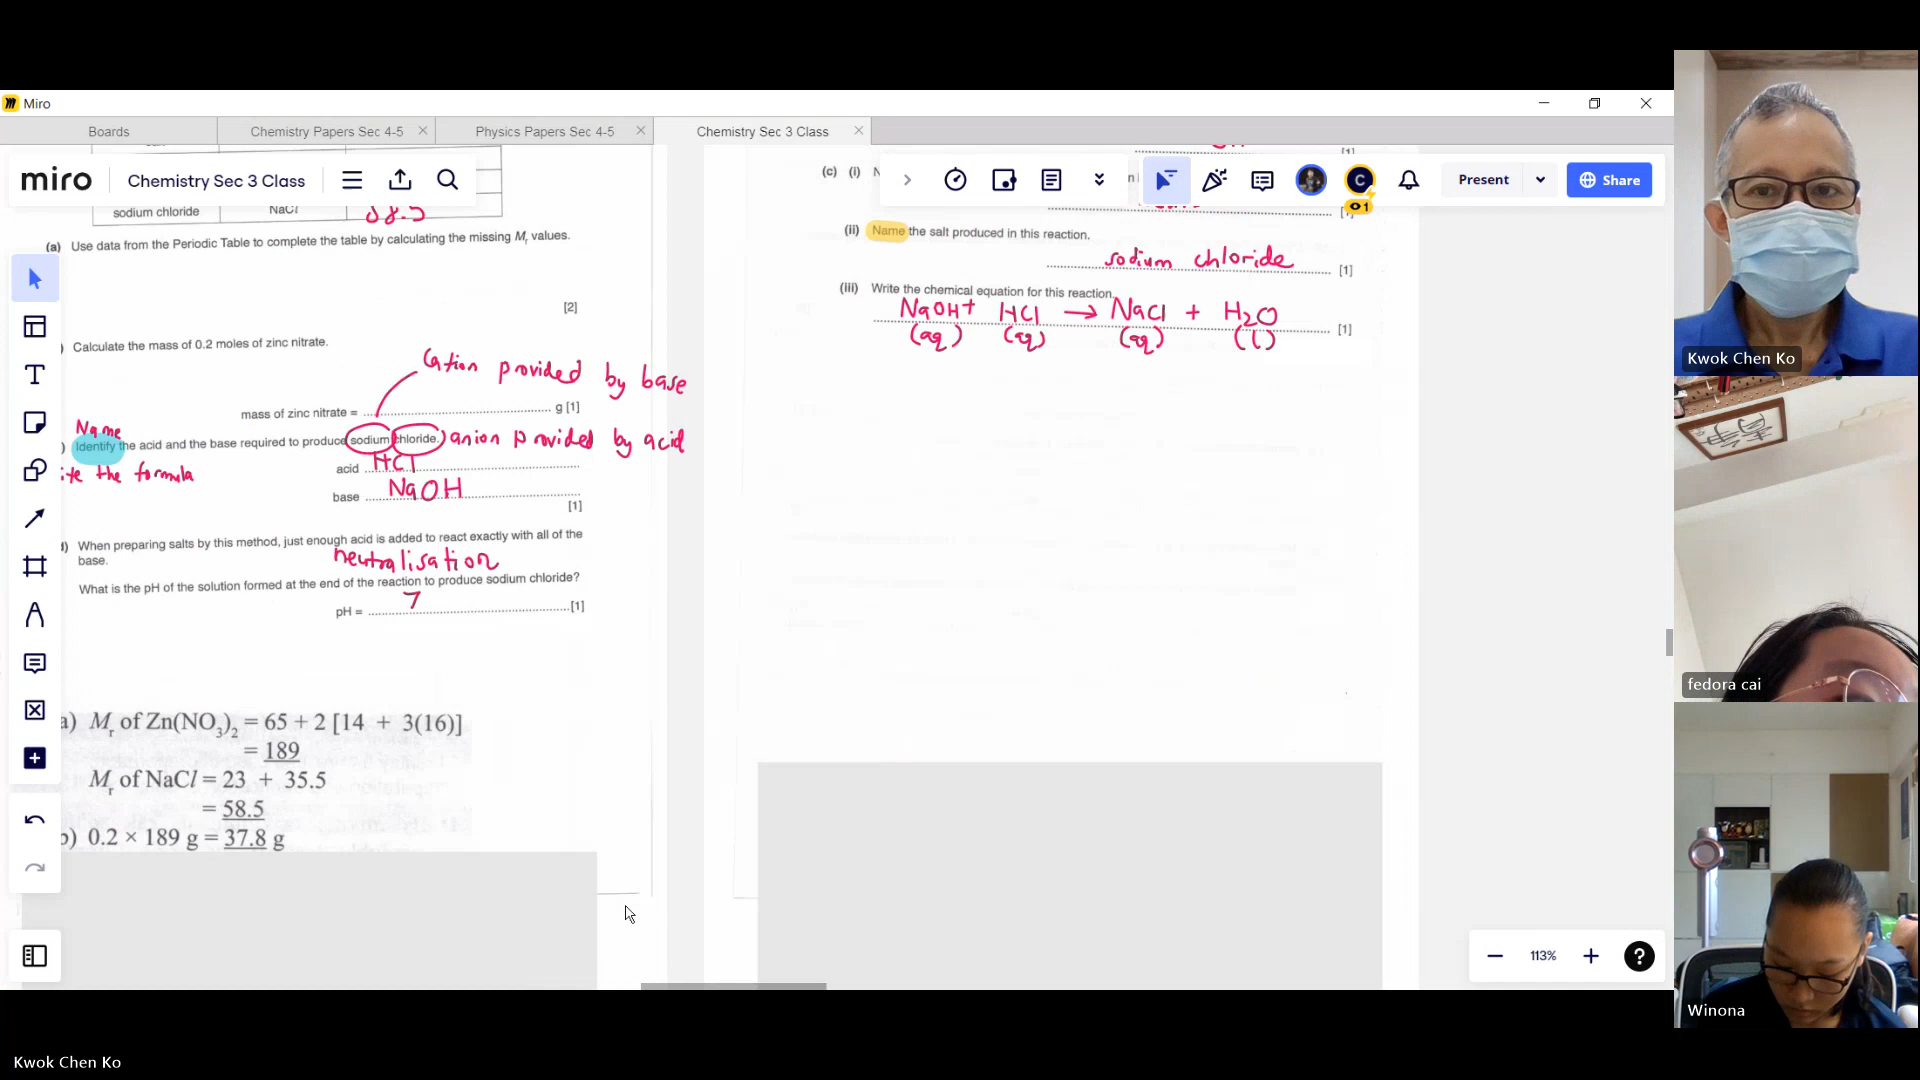 Miro
Boards
Chemistry Papers Sec 4-5
Physics Papers Sec 4-5
Chemistry Sec 3 Class
miro
Chemistry Sec 3 Class
Present
Share
1
sodium chloride NaCl 58.5
(a) Use data from the Periodic Table to complete the table by calculating the missing Mr values.
[2]
) Calculate the mass of 0.2 moles of zinc nitrate.
Cation provided by base
mass of zinc nitrate = g [1]
Name
) Identify the acid and the base required to produce sodium chloride. anion provided by acid
ite the formula
acid HCl
base NaOH
[1]
d) When preparing salts by this method, just enough acid is added to react exactly with all of the
base.
neutralisation
What is the pH of the solution formed at the end of the reaction to produce sodium chloride?
pH = 7 [1]
a) Mr of Zn(NO3)2 = 65 + 2 [14 + 3(16)]
= 189
Mr of NaCl = 23 + 35.5
= 58.5
b) 0.2 × 189 g = 37.8 g
[1]
(c) (i) N
(ii) Name the salt produced in this reaction.
sodium chloride [1]
(iii) Write the chemical equation for this reaction.
NaOH + HCl → NaCl + H2O [1]
(aq) (aq) (aq) (l)
113%
Kwok Chen Ko
fedora cai
Winona
Kwok Chen Ko